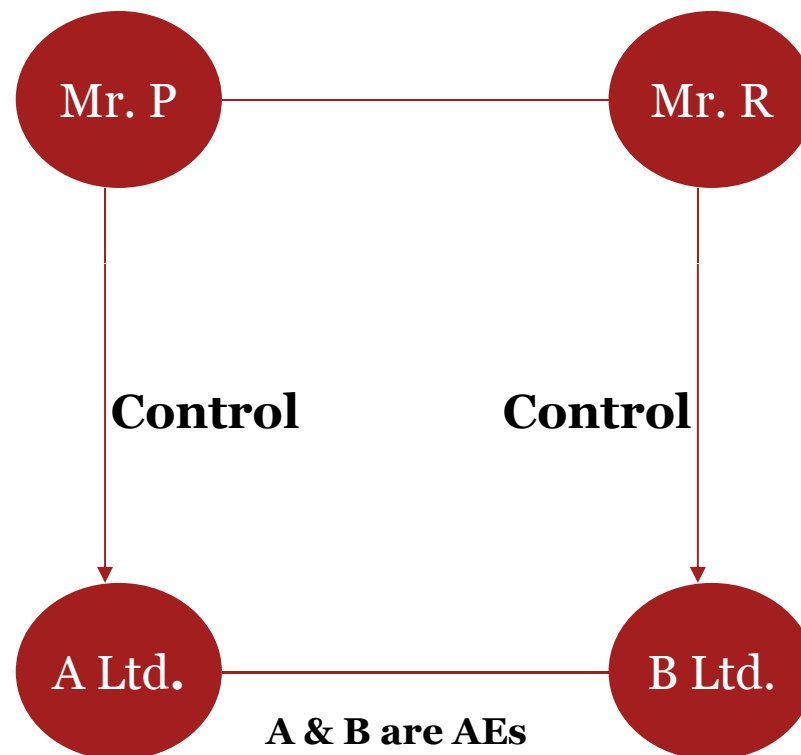 Mr. P
Mr. R
Control
Control
A Ltd.
B Ltd.
A & B are AEs